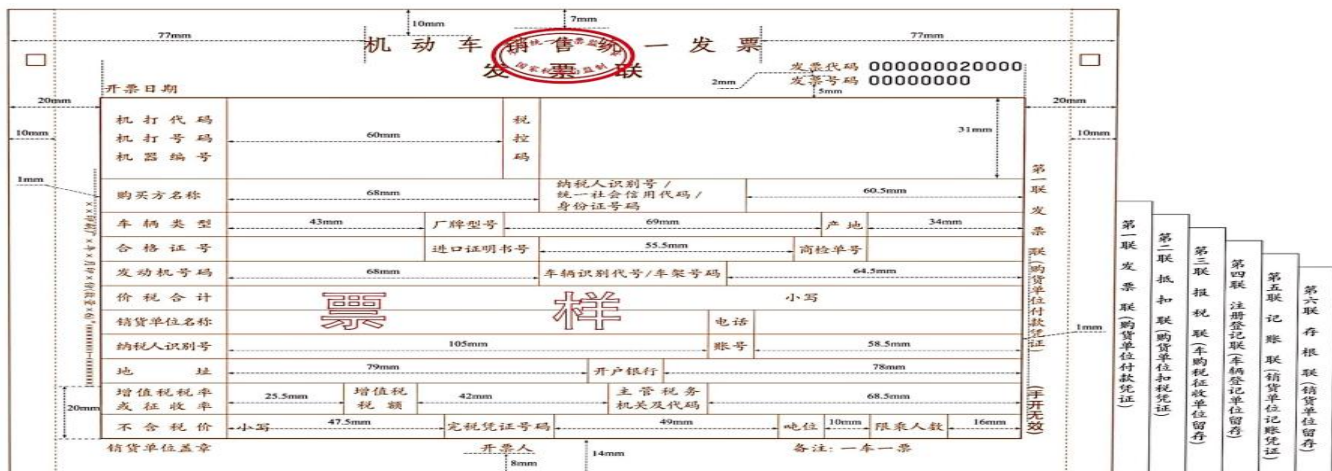 10mm
7mm
77mm
77mm
机动车销售统一发票
发票联
发票代码 000000020000
发票号码 00000000
2mm
5mm
开票日期
20mm
20mm
10mm
10mm
机打代码
机打号码
机器编号
60mm
税控码
31mm
1mm
购买方名称
68mm
纳税人识别号/
统一社会信用代码/
身份证号码
60.5mm
车辆类型
43mm
厂牌型号
69mm
产地
34mm
合格证号
进口证明书号
55.5mm
商检单号
发动机号码
68mm
车辆识别代号/车架号码
64.5mm
价税合计
票样
小写
销货单位名称
电话
纳税人识别号
105mm
账号
58.5mm
1mm
地址
79mm
开户银行
78mm
增值税税率
或征收率
25.5mm
增值税
税额
42mm
主管税务
机关及代码
68.5mm
20mm
不含税价
小写
47.5mm
完税凭证号码
49mm
吨位
10mm
限乘人数
16mm
销货单位盖章
开票人
备注：一车一票
8mm
14mm
第一联 发票联(购货单位付款凭证)
(手开无效)
第一联 发票联(购货单位付款凭证)
第二联 抵扣联(购货单位扣税凭证)
第三联 报税联(车购税征收单位留存)
第四联 注册登记联(车辆登记单位留存)
第五联 记账联(销货单位记账凭证)
第六联 存根联(销货单位留存)